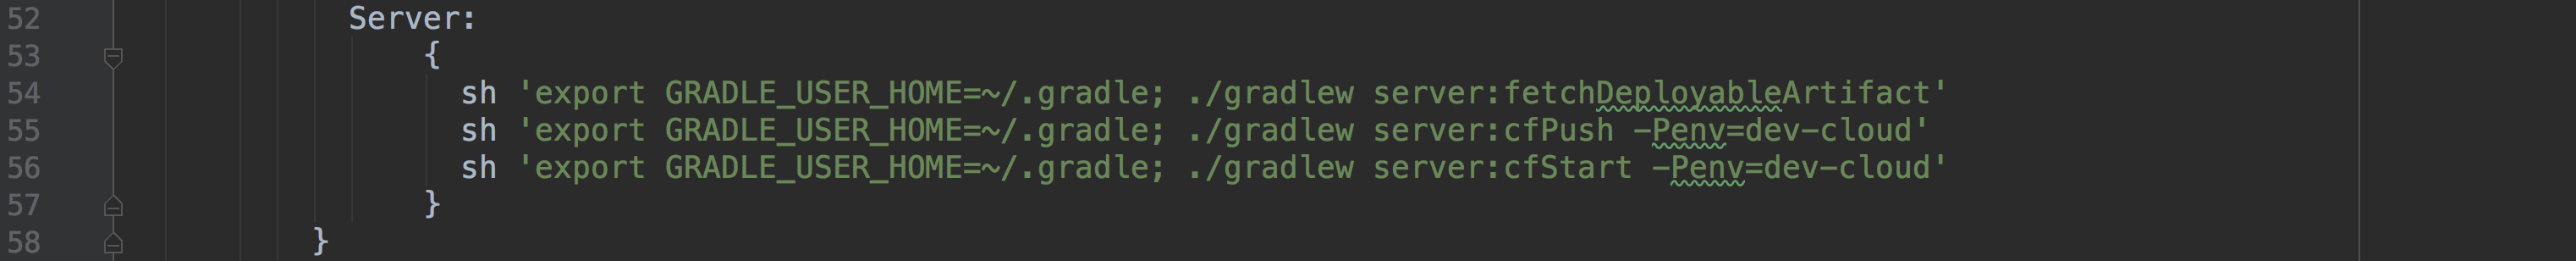 52 Server:
53 {
54 sh 'export GRADLE_USER_HOME=~/.gradle; ./gradlew server:fetchDeployableArtifact'
55 sh 'export GRADLE_USER_HOME=~/.gradle; ./gradlew server:cfPush -Penv=dev-cloud'
56 sh 'export GRADLE_USER_HOME=~/.gradle; ./gradlew server:cfStart -Penv=dev-cloud'
57 }
58 }